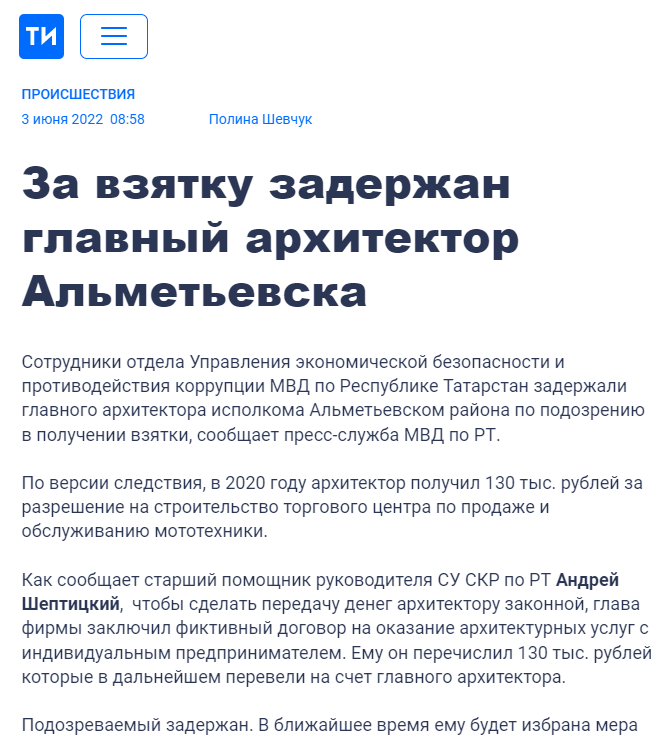 ТИ
ПРОИСШЕСТВИЯ
3 июня 2022 08:58 Полина Шевчук
За взятку задержан
главный архитектор
Альметьевска
Сотрудники отдела Управления экономической безопасности и
противодействия коррупции МВД по Республике Татарстан задержали
главного архитектора исполкома Альметьевском района по подозрению
в получении взятки, сообщает пресс-служба МВД по РТ.
По версии следствия, в 2020 году архитектор получил 130 тыс. рублей за
разрешение на строительство торгового центра по продаже и
обслуживанию мототехники.
Как сообщает старший помощник руководителя СУ СКР по РТ Андрей
Шептицкий, чтобы сделать передачу денег архитектору законной, глава
фирмы заключил фиктивный договор на оказание архитектурных услуг с
индивидуальным предпринимателем. Ему он перечислил 130 тыс. рублей,
которые в дальнейшем перевели на счет главного архитектора.
Подозреваемый задержан. В ближайшее время ему будет избрана мера